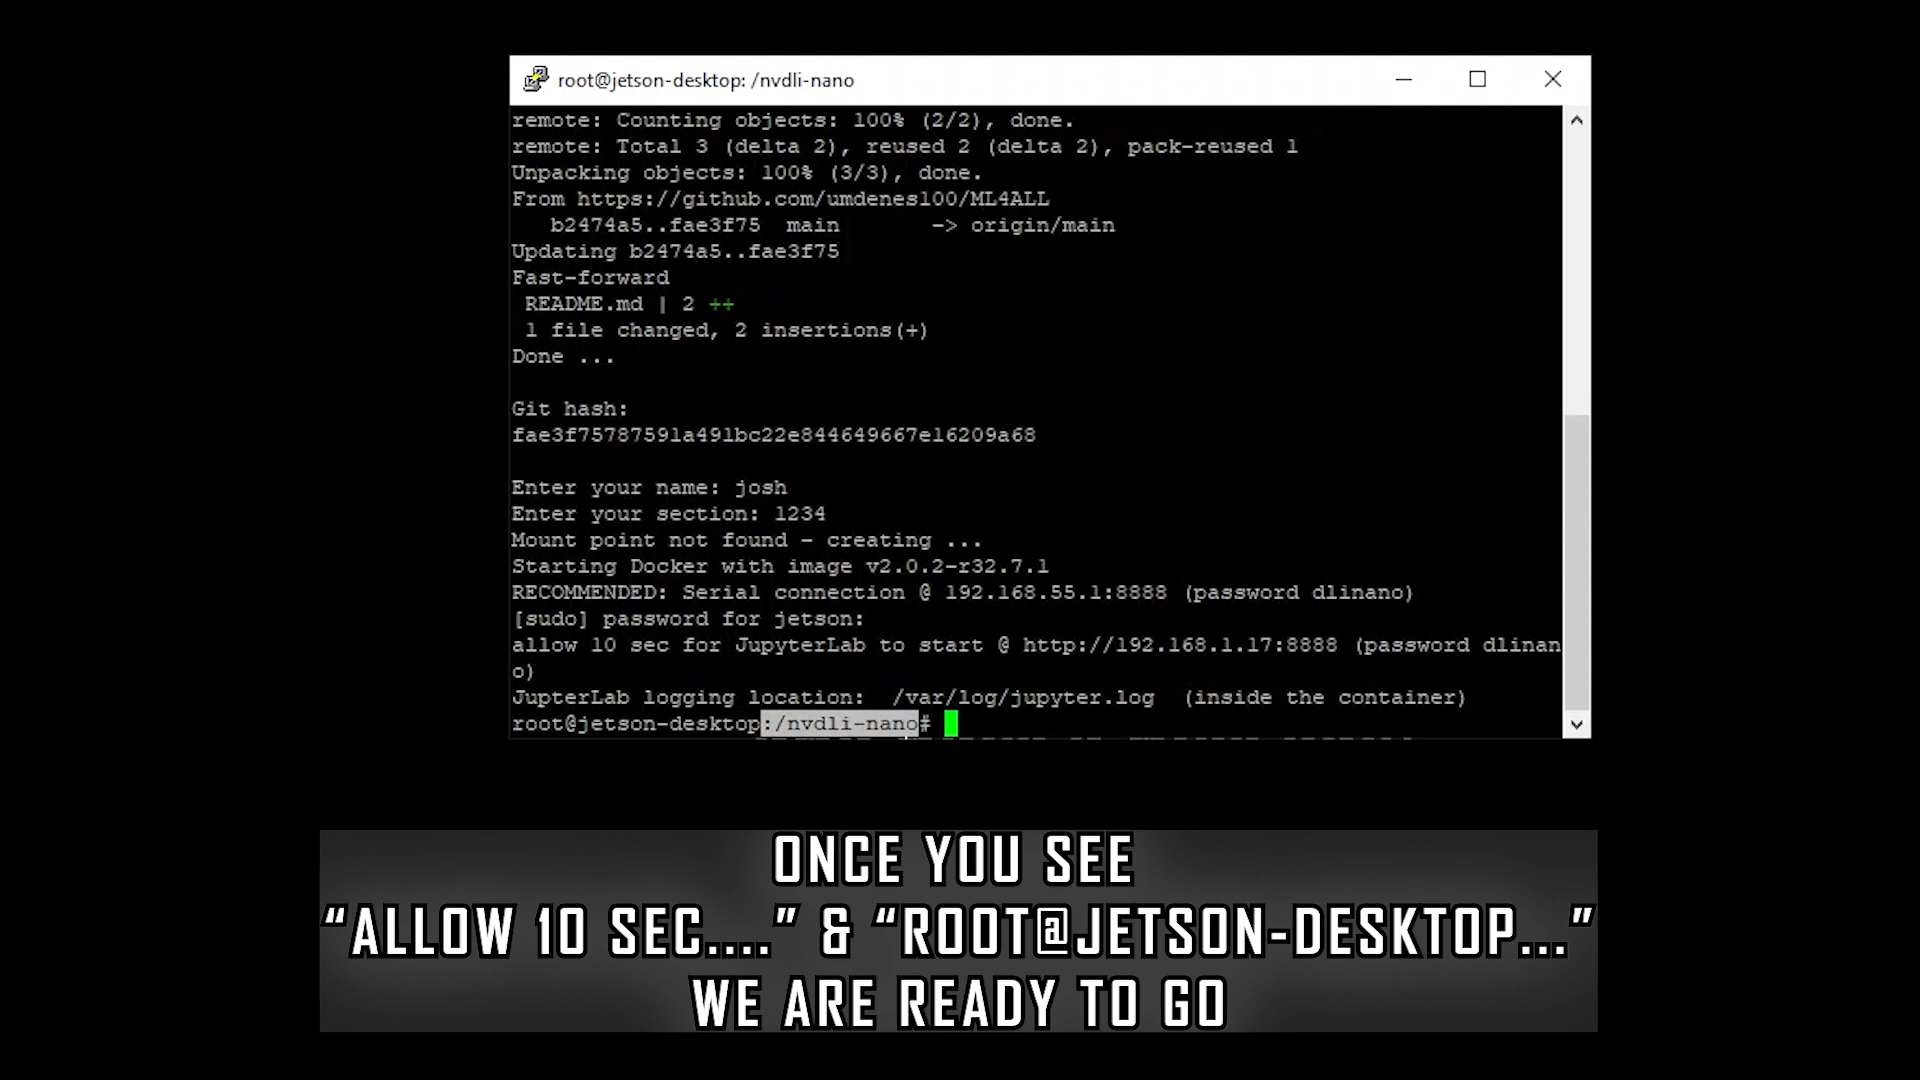 root@jetson-desktop: /nvdli-nano
remote: Counting objects: 100% (2/2), done.
remote: Total 3 (delta 2), reused 2 (delta 2), pack-reused 1
Unpacking objects: 100% (3/3), done.
From https://github.com/umdenes100/ML4ALL
   b2474a5..fae3f75  main       -> origin/main
Updating b2474a5..fae3f75
Fast-forward
 README.md | 2 ++
 1 file changed, 2 insertions(+)
Done ...
Git hash:
fae3f75787591a491bc22e844649667e16209a68
Enter your name: josh
Enter your section: 1234
Mount point not found - creating ...
Starting Docker with image v2.0.2-r32.7.1
RECOMMENDED: Serial connection @ 192.168.55.1:8888 (password dlinano)
[sudo] password for jetson:
allow 10 sec for JupyterLab to start @ http://192.168.1.17:8888 (password dlinan
o)
JupterLab logging location:  /var/log/jupyter.log  (inside the container)
root@jetson-desktop:/nvdli-nano#
ONCE YOU SEE
“ALLOW 10 SEC....” & “ROOT@JETSON-DESKTOP...”
WE ARE READY TO GO